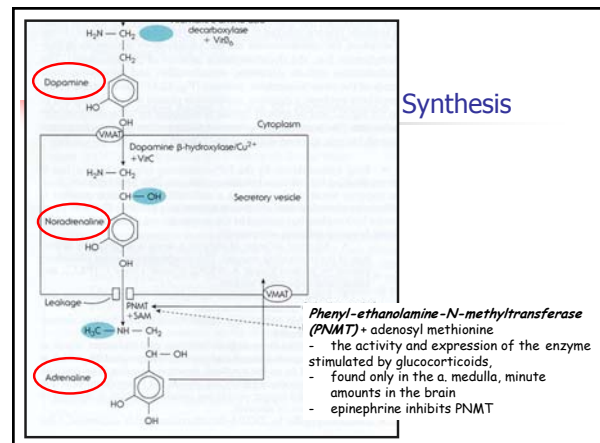 decarboxylase
+ VitB6
H₂N — CH₂
CH₂
Dopamine
HO
OH
Synthesis
Cytoplasm
VMAT
Dopamine β-hydroxylase/Cu²⁺
+VitC
H₂N — CH₂
CH — OH
Secretory vesicle
Noradrenaline
HO
OH
Leakage
PNMT
+SAM
VMAT
H₃C — NH — CH₂
CH — OH
Adrenaline
HO
OH
Phenyl-ethanolamine-N-methyltransferase
(PNMT) + adenosyl methionine
- the activity and expression of the enzyme
stimulated by glucocorticoids,
- found only in the a. medulla, minute
amounts in the brain
- epinephrine inhibits PNMT